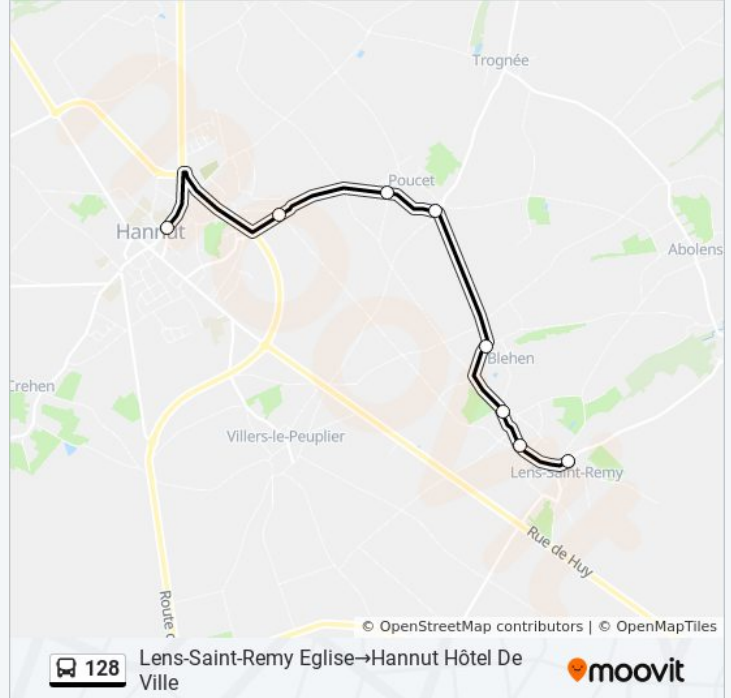 Trognée
Poucet
Hannut
Abolens
Blehen
Crehen
Villers-le-Peuplier
Lens-Saint-Remy
Rue de Huy
Route
© OpenStreetMap contributors | © OpenMapTiles
128
Lens-Saint-Remy Eglise→Hannut Hôtel De
Ville
moovit